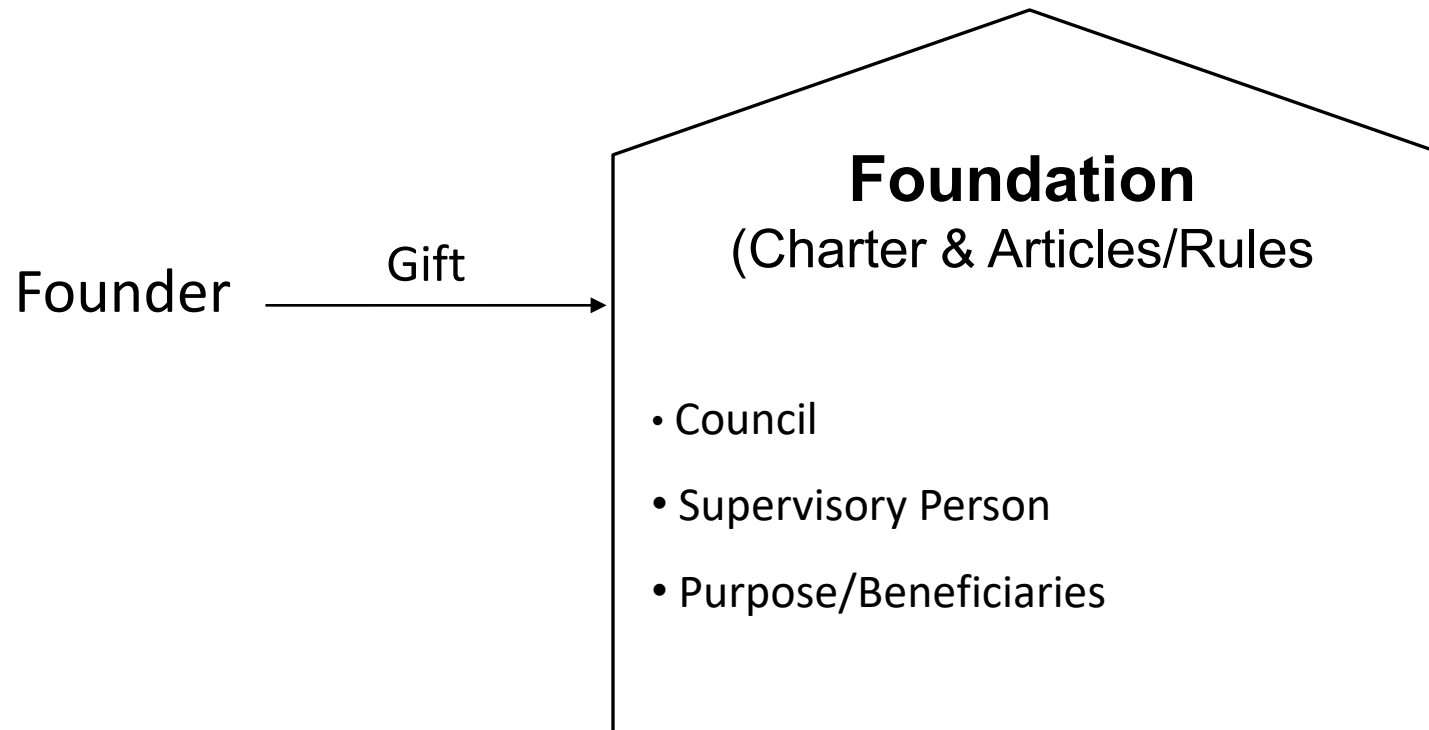 Foundation
(Charter & Articles/Rules
Gift
Founder
• Council
• Supervisory Person
• Purpose/Beneficiaries